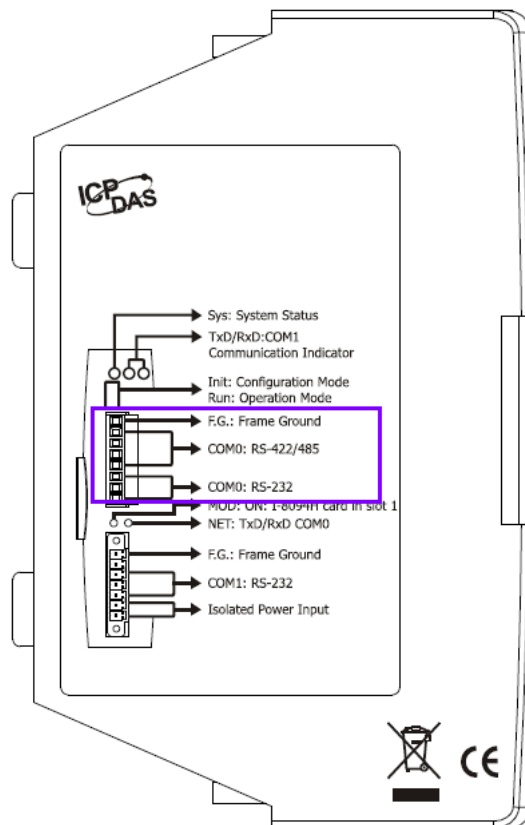 ICP
DAS
Sys: System Status
TxD/RxD:COM1
Communication Indicator
Init: Configuration Mode
Run: Operation Mode
F.G.: Frame Ground
COM0: RS-422/485
COM0: RS-232
MOD: ON: I-8094H card in slot 1
NET: TxD/RxD COM0
F.G.: Frame Ground
COM1: RS-232
Isolated Power Input
CE